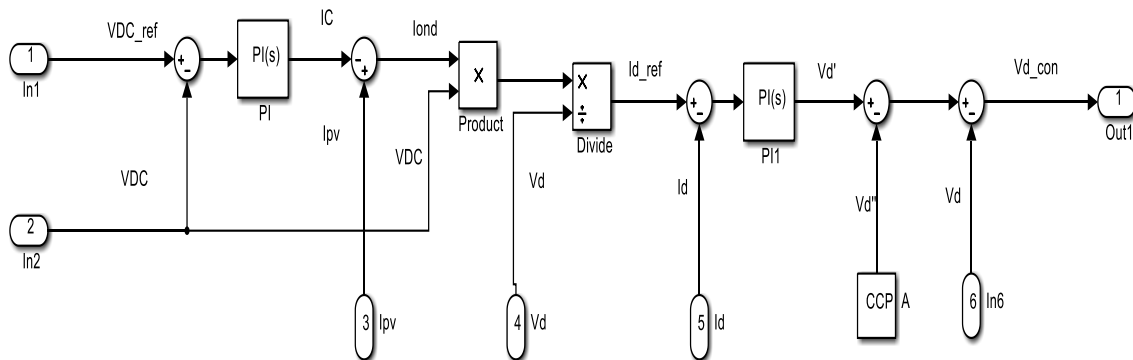 VDC_ref
IC
Iond
Id_ref
Vd'
Vd_con
1
In1
+
−
PI(s)
PI
−
+
×
Product
×
÷
Divide
+
−
PI(s)
PI1
+
−
+
−
1
Out1
Ipv
VDC
VDC
Vd
Id
Vd''
Vd
2
In2
3
Ipv
4
Vd
5
Id
CCP
A
6
In6